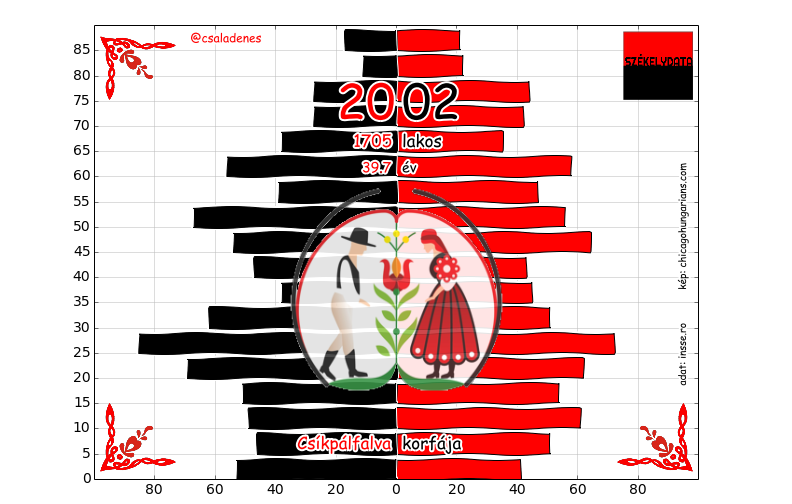 @csaladenes
SZÉKELYDATA
2002
1705 lakos
39.7 év
kép: chicagohungarians.com
adat: insse.ro
Csíkpálfalva korfája
85
80
75
70
65
60
55
50
45
40
35
30
25
20
15
10
5
0
80 60 40 20 0 20 40 60 80